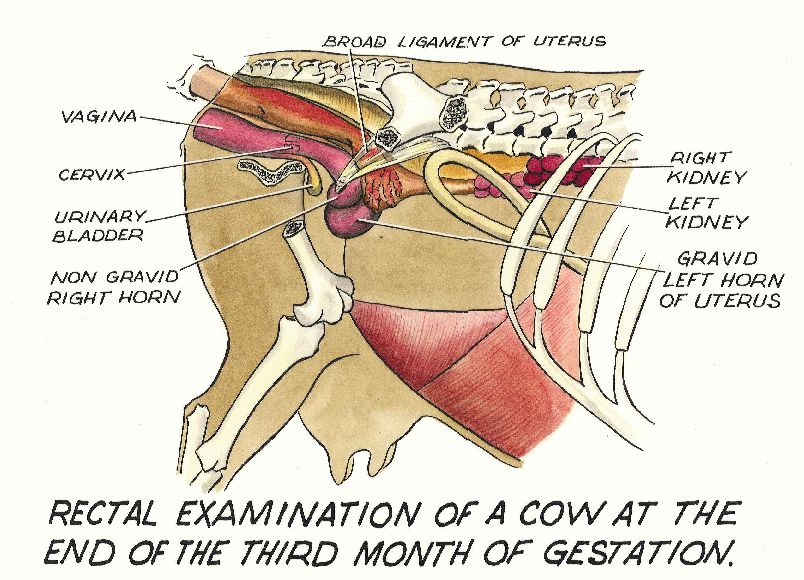 BROAD LIGAMENT OF UTERUS
VAGINA
CERVIX
URINARY
BLADDER
NON GRAVID
RIGHT HORN
RIGHT
KIDNEY
LEFT
KIDNEY
GRAVID
LEFT HORN
OF UTERUS
RECTAL EXAMINATION OF A COW AT THE
END OF THE THIRD MONTH OF GESTATION.